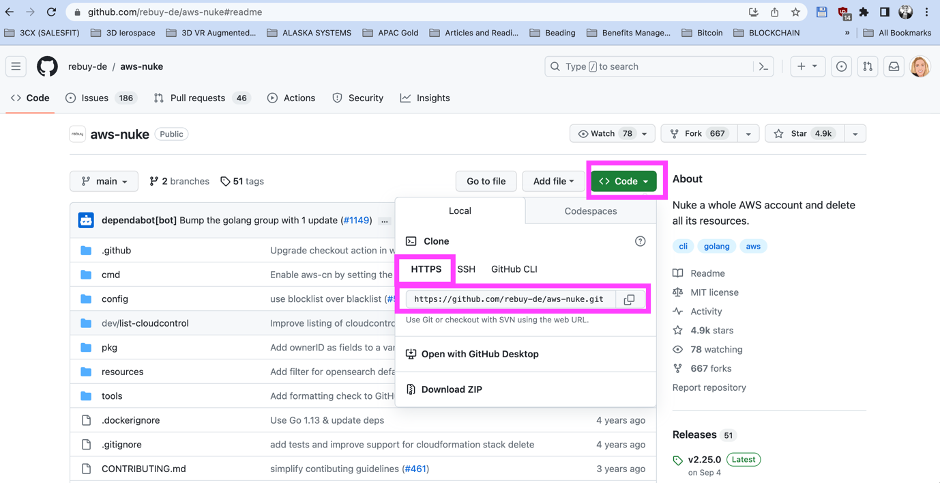 github.com/rebuy-de/aws-nuke#readme
14
3CX (SALESFIT) 3D Ierospace 3D VR Augmented... ALASKA SYSTEMS APAC Gold Articles and Readi... Beading Benefits Manage... Bitcoin BLOCKCHAIN » All Bookmarks
rebuy-de / aws-nuke Type / to search
<> Code Issues 186 Pull requests 46 Actions Security Insights
aws-nuke Public Watch 78 Fork 667 Star 4.9k
main 2 branches 51 tags Go to file Add file <> Code
About
Nuke a whole AWS account and delete all its resources.
cli golang aws
Readme
MIT license
Activity
4.9k stars
78 watching
667 forks
Report repository
Releases 51
v2.25.0 Latest
on Sep 4
Local Codespaces
Clone
HTTPS SSH GitHub CLI
https://github.com/rebuy-de/aws-nuke.git
Use Git or checkout with SVN using the web URL.
Open with GitHub Desktop
Download ZIP
dependabot[bot] Bump the golang group with 1 update (#1149) ...
.github Upgrade checkout action in w
cmd Enable aws-cn by setting the
config use blocklist over blacklist
dev/list-cloudcontrol Improve listing of cloudcontro
pkg Add ownerID as fields to a va
resources Add filter for opensearch defa
tools Add formatting check to GitH
.dockerignore Use Go 1.13 & update deps 4 years ago
.gitignore add tests and improve support for cloudformation stack delete 4 years ago
CONTRIBUTING.md simplify contibuting guidelines (#461) 3 years ago